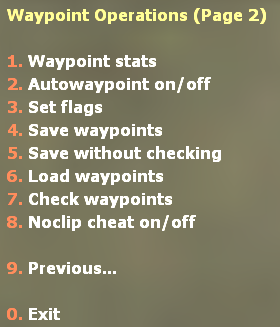 Waypoint Operations (Page 2)
1. Waypoint stats
2. Autowaypoint on/off
3. Set flags
4. Save waypoints
5. Save without checking
6. Load waypoints
7. Check waypoints
8. Noclip cheat on/off
9. Previous...
0. Exit